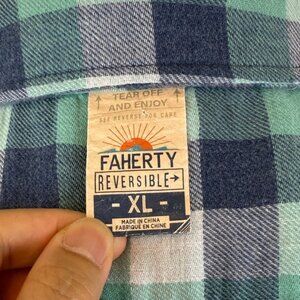 TEAR OFF
AND ENJOY
SEE REVERSE FOR CARE
FAHERTY
REVERSIBLE→
- XL -
MADE IN CHINA
FABRIQUÉ EN CHINE